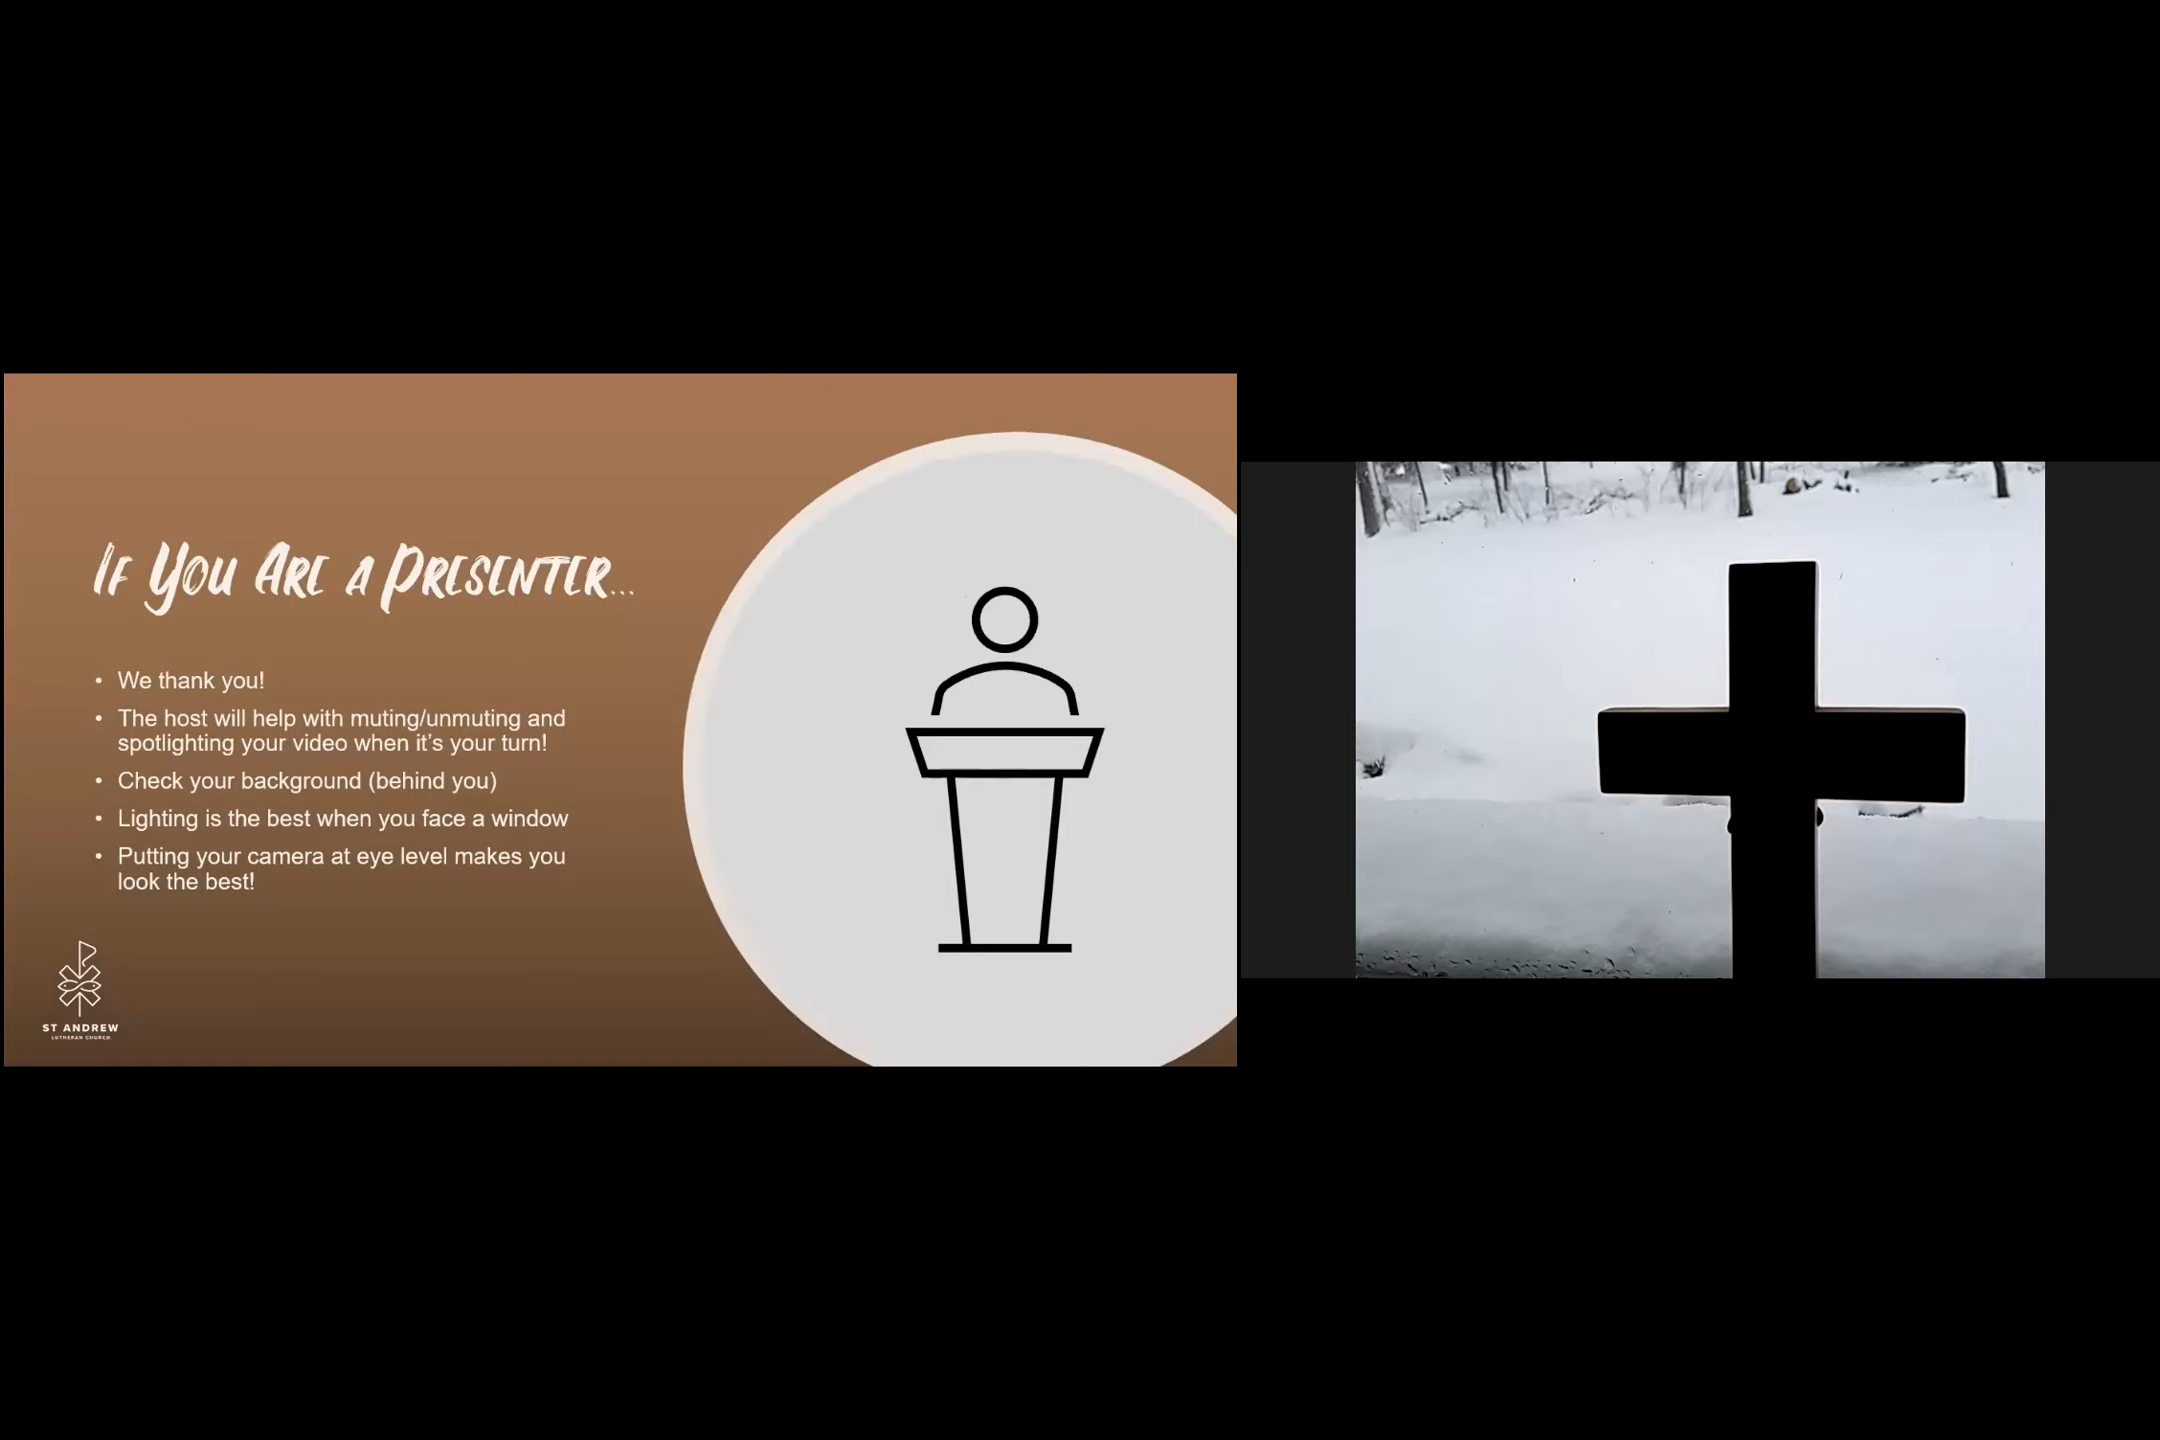 If You Are a Presenter...
• We thank you!
• The host will help with muting/unmuting and
spotlighting your video when it's your turn!
• Check your background (behind you)
• Lighting is the best when you face a window
• Putting your camera at eye level makes you
look the best!
ST ANDREW
LUTHERAN CHURCH